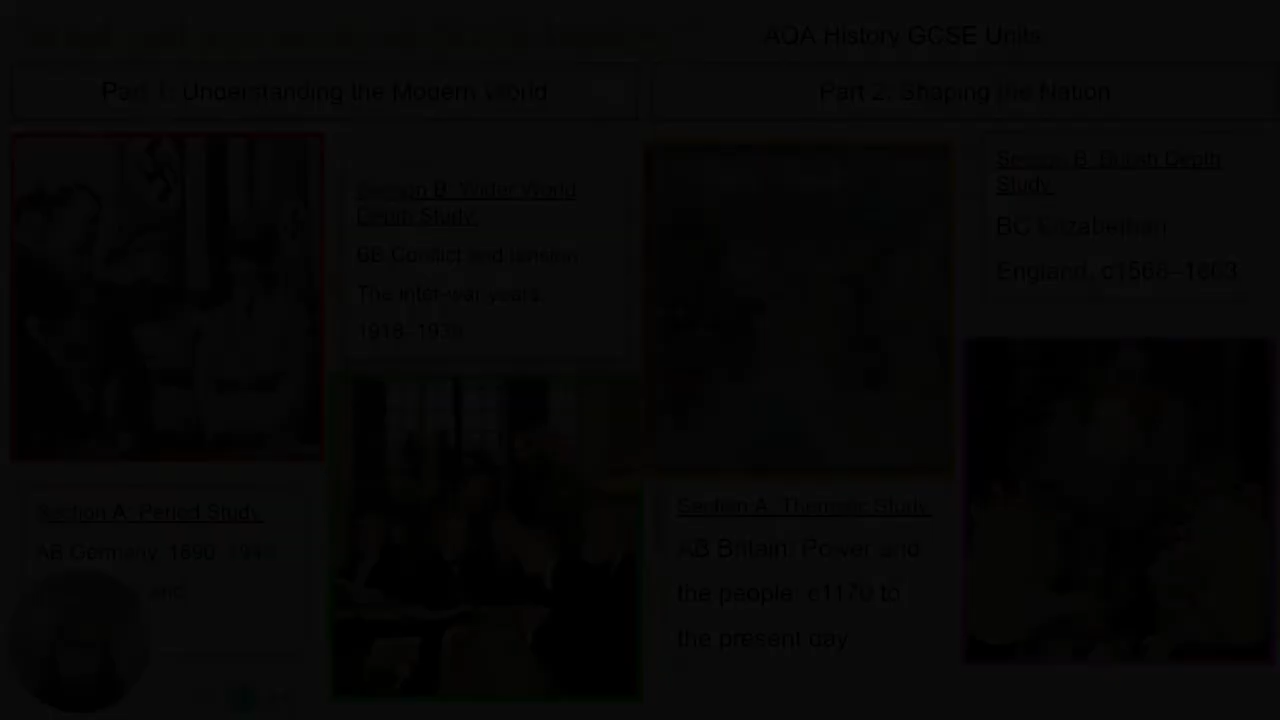 AQA History GCSE Units
Part 1: Understanding the Modern World
Part 2: Shaping the Nation
Section B: Wider World
Depth Study:
BB Conflict and tension:
The inter-war years,
1918–1939
Section B: British Depth
Study:
BC Elizabethan
England, c1568–1603
Section A: Period Study:
AB Germany, 1890–1945
and
Section A: Thematic Study:
AB Britain: Power and
the people: c1170 to
the present day